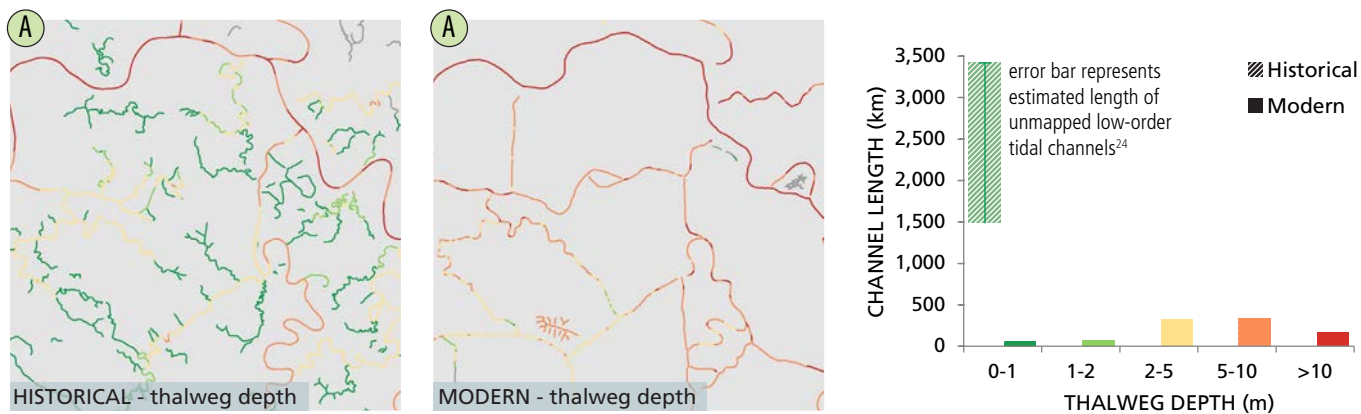 A
HISTORICAL - thalweg depth
A
MODERN - thalweg depth
CHANNEL LENGTH (km)
3,500
3,000
2,500
2,000
1,500
1,000
500
0
error bar represents
estimated length of
unmapped low-order
tidal channels24
Historical
Modern
0-1 1-2 2-5 5-10 >10
THALWEG DEPTH (m)